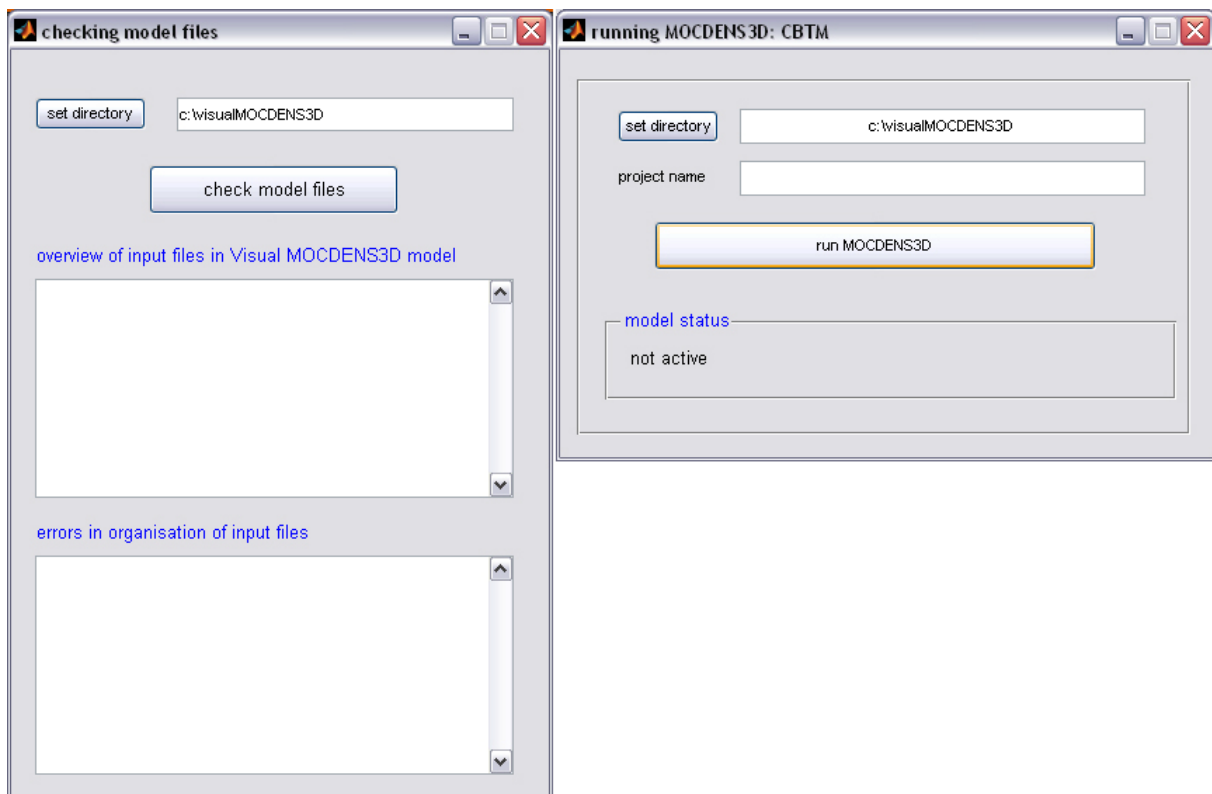 checking model files
set directory
c:\visualMOCDENS3D
check model files
overview of input files in Visual MOCDENS3D model
errors in organisation of input files
running MOCDENS3D: CBTM
set directory
c:\visualMOCDENS3D
project name
run MOCDENS3D
model status
not active